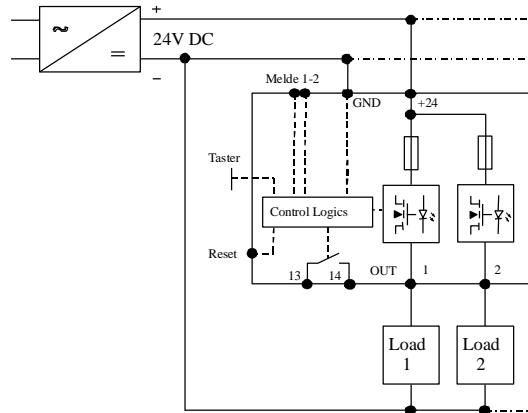 +
~
24V DC
=
−
Melde 1-2
GND
+24
Taster
Control Logics
Reset
13
14
OUT
1
2
Load
1
Load
2